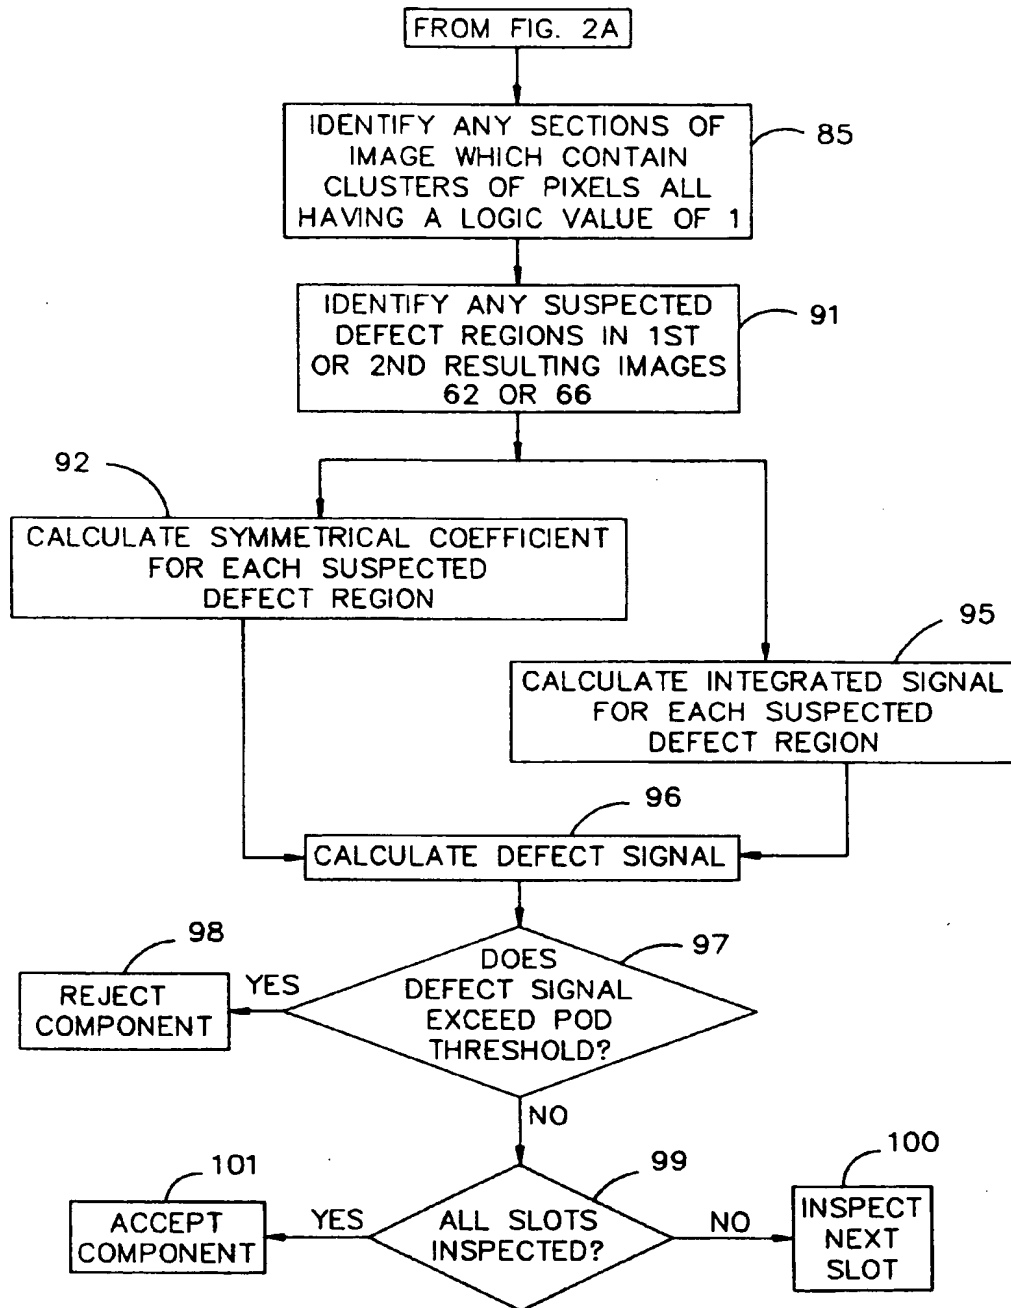 FROM FIG. 2A
IDENTIFY ANY SECTIONS OF
IMAGE WHICH CONTAIN
CLUSTERS OF PIXELS ALL
HAVING A LOGIC VALUE OF 1
85
IDENTIFY ANY SUSPECTED
DEFECT REGIONS IN 1ST
OR 2ND RESULTING IMAGES
62 OR 66
91
92
CALCULATE SYMMETRICAL COEFFICIENT
FOR EACH SUSPECTED
DEFECT REGION
95
CALCULATE INTEGRATED SIGNAL
FOR EACH SUSPECTED
DEFECT REGION
96
CALCULATE DEFECT SIGNAL
97
DOES
DEFECT SIGNAL
EXCEED POD
THRESHOLD?
YES
98
REJECT
COMPONENT
NO
99
ALL SLOTS
INSPECTED?
YES
101
ACCEPT
COMPONENT
NO
100
INSPECT
NEXT
SLOT